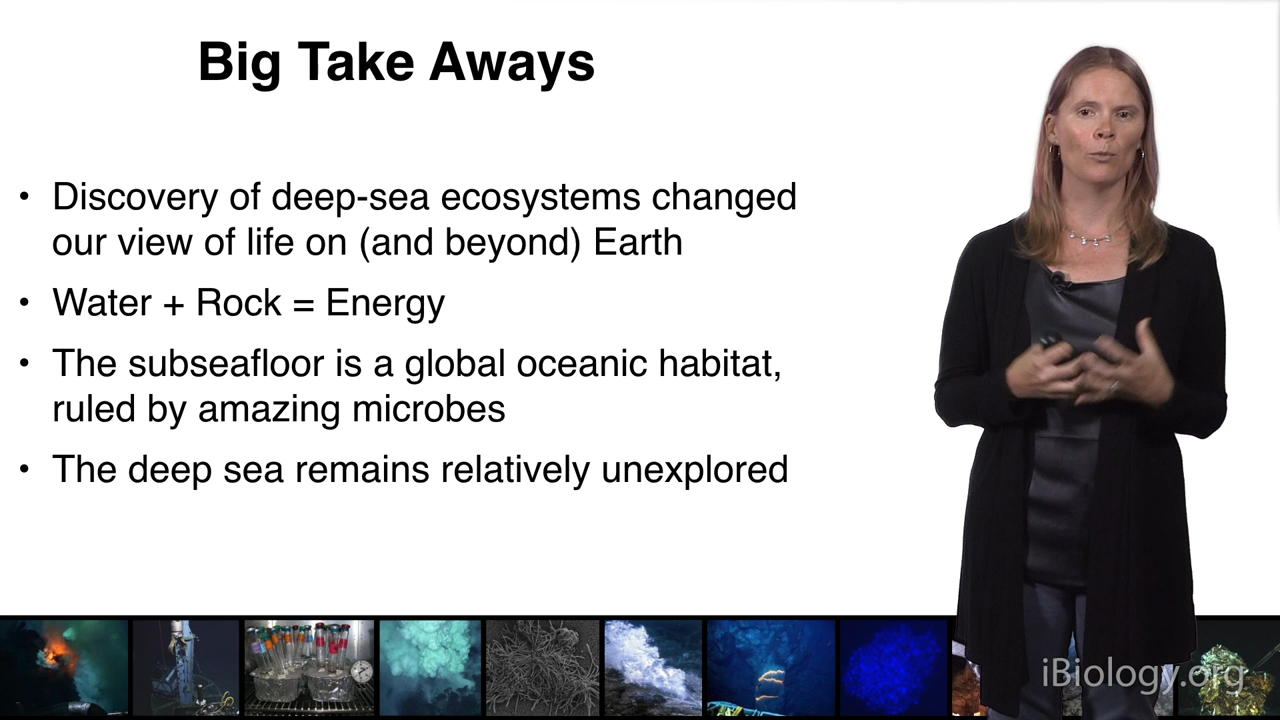 Big Take Aways
• Discovery of deep-sea ecosystems changed
our view of life on (and beyond) Earth
• Water + Rock = Energy
• The subseafloor is a global oceanic habitat,
ruled by amazing microbes
• The deep sea remains relatively unexplored
iBiology.org